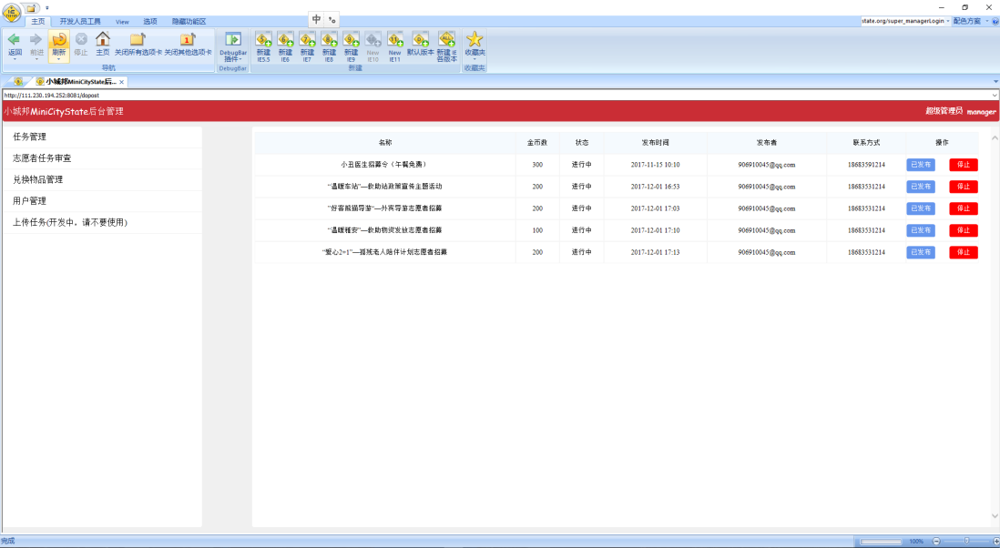 中 °,
主页 开发人员工具 View 选项 隐藏功能区
state.org/super_managerLogin 配色方案
返回 前进 刷新 停止 主页 关闭所有选项卡 关闭其他选项卡
DebugBar 插件
新建 IE5.5 新建 IE6 新建 IE7 新建 IE8 新建 IE9 New IE10 New IE11 默认版本 新建 IE 各版本 收藏夹
导航 DebugBar 新建 收藏夹
小城邦MiniCityState后...
http://111.230.194.252:8081/dopost
小城邦MiniCityState后台管理 超级管理员 manager
任务管理
志愿者任务审查
兑换物品管理
用户管理
上传任务(开发中，请不要使用)
名称 金币数 状态 发布时间 发布者 联系方式 操作
小丑医生招募令（午餐免费） 300 进行中 2017-11-15 10:10 906910045@qq.com 18683591214 已发布 停止
“温暖车站”—救助站政策宣传主题活动 200 进行中 2017-12-01 16:53 906910045@qq.com 18683531214 已发布 停止
“好客熊猫导游”—外宾导游志愿者招募 200 进行中 2017-12-01 17:03 906910045@qq.com 18683531214 已发布 停止
“温暖雅安”—救助物资发放志愿者招募 100 进行中 2017-12-01 17:10 906910045@qq.com 18683531214 已发布 停止
“爱心2+1”—孤残老人陪伴计划志愿者招募 200 进行中 2017-12-01 17:13 906910045@qq.com 18683531214 已发布 停止
完成 100%